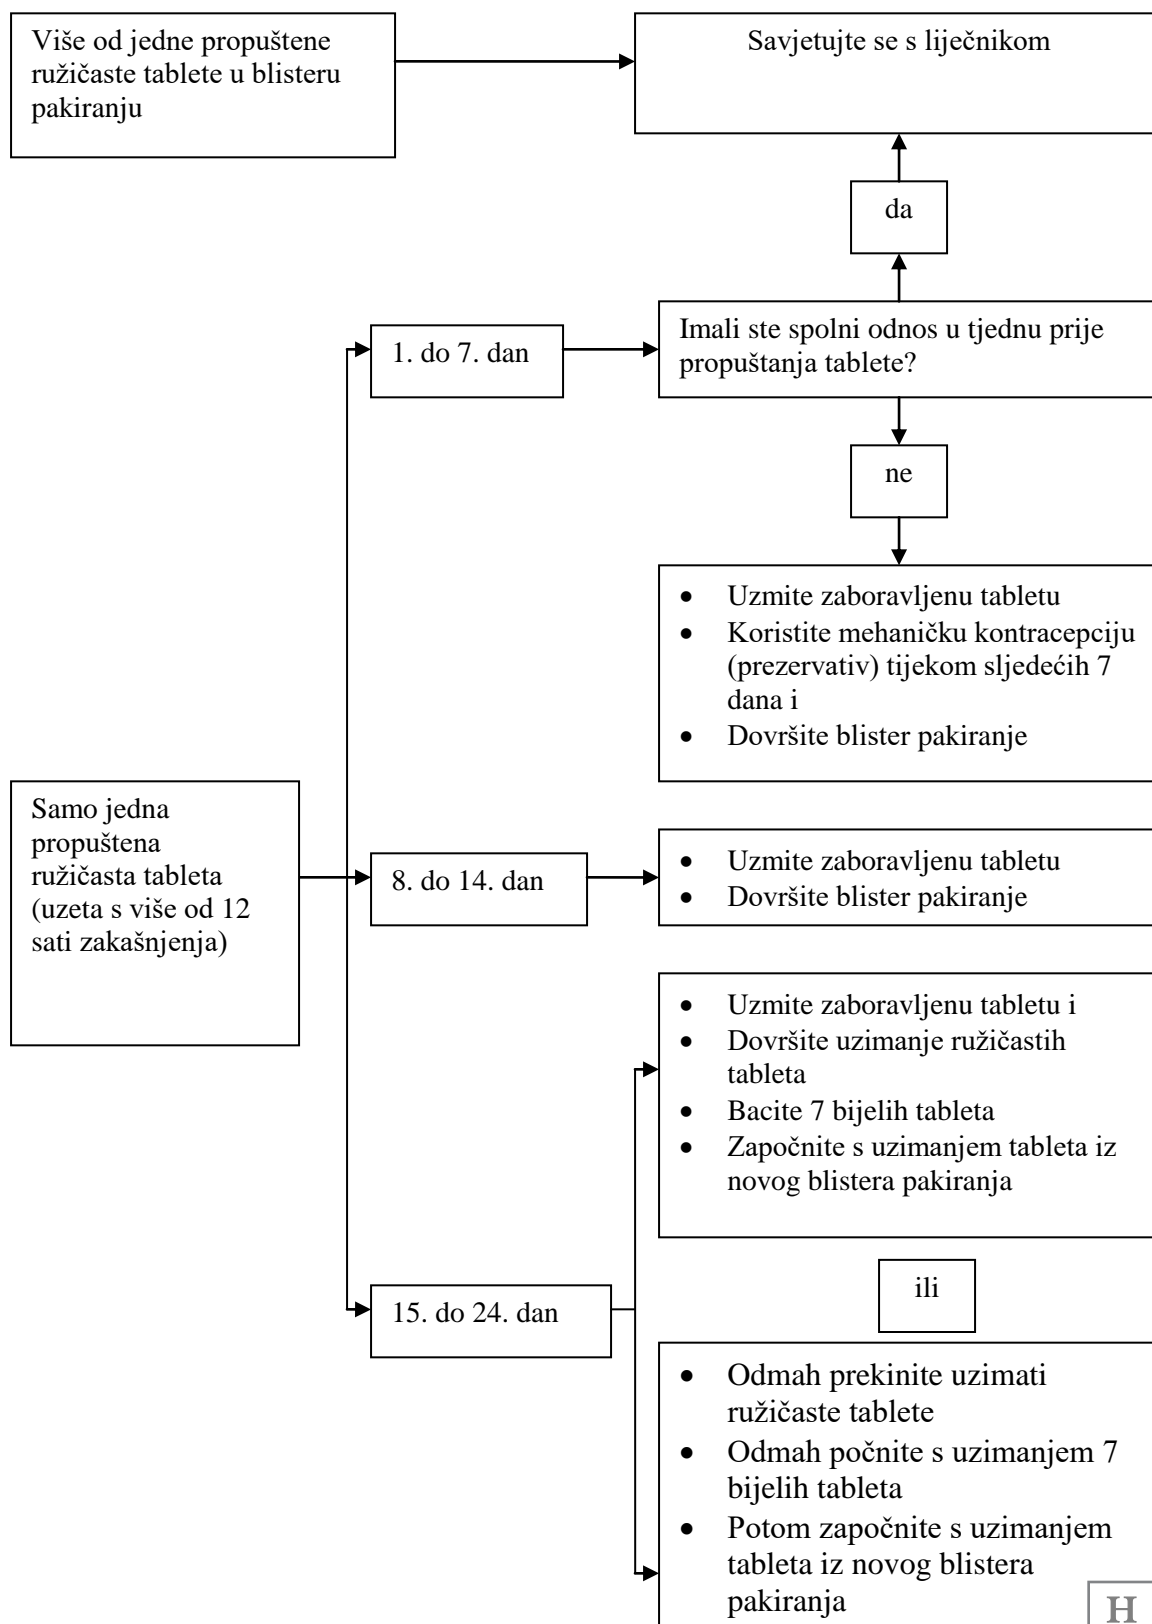 Više od jedne propuštene
ružičaste tablete u blisteru
pakiranju
Savjetujte se s liječnikom
da
1. do 7. dan
Imali ste spolni odnos u tjednu prije
propuštanja tablete?
ne
• Uzmite zaboravljenu tabletu
• Koristite mehaničku kontracepciju
(prezervativ) tijekom sljedećih 7
dana i
• Dovršite blister pakiranje
Samo jedna
propuštena
ružičasta tableta
(uzeta s više od 12
sati zakašnjenja)
8. do 14. dan
• Uzmite zaboravljenu tabletu
• Dovršite blister pakiranje
• Uzmite zaboravljenu tabletu i
• Dovršite uzimanje ružičastih
tableta
• Bacite 7 bijelih tableta
• Započnite s uzimanjem tableta iz
novog blistera pakiranja
ili
15. do 24. dan
• Odmah prekinite uzimati
ružičaste tablete
• Odmah počnite s uzimanjem 7
bijelih tableta
• Potom započnite s uzimanjem
tableta iz novog blistera
pakiranja
H